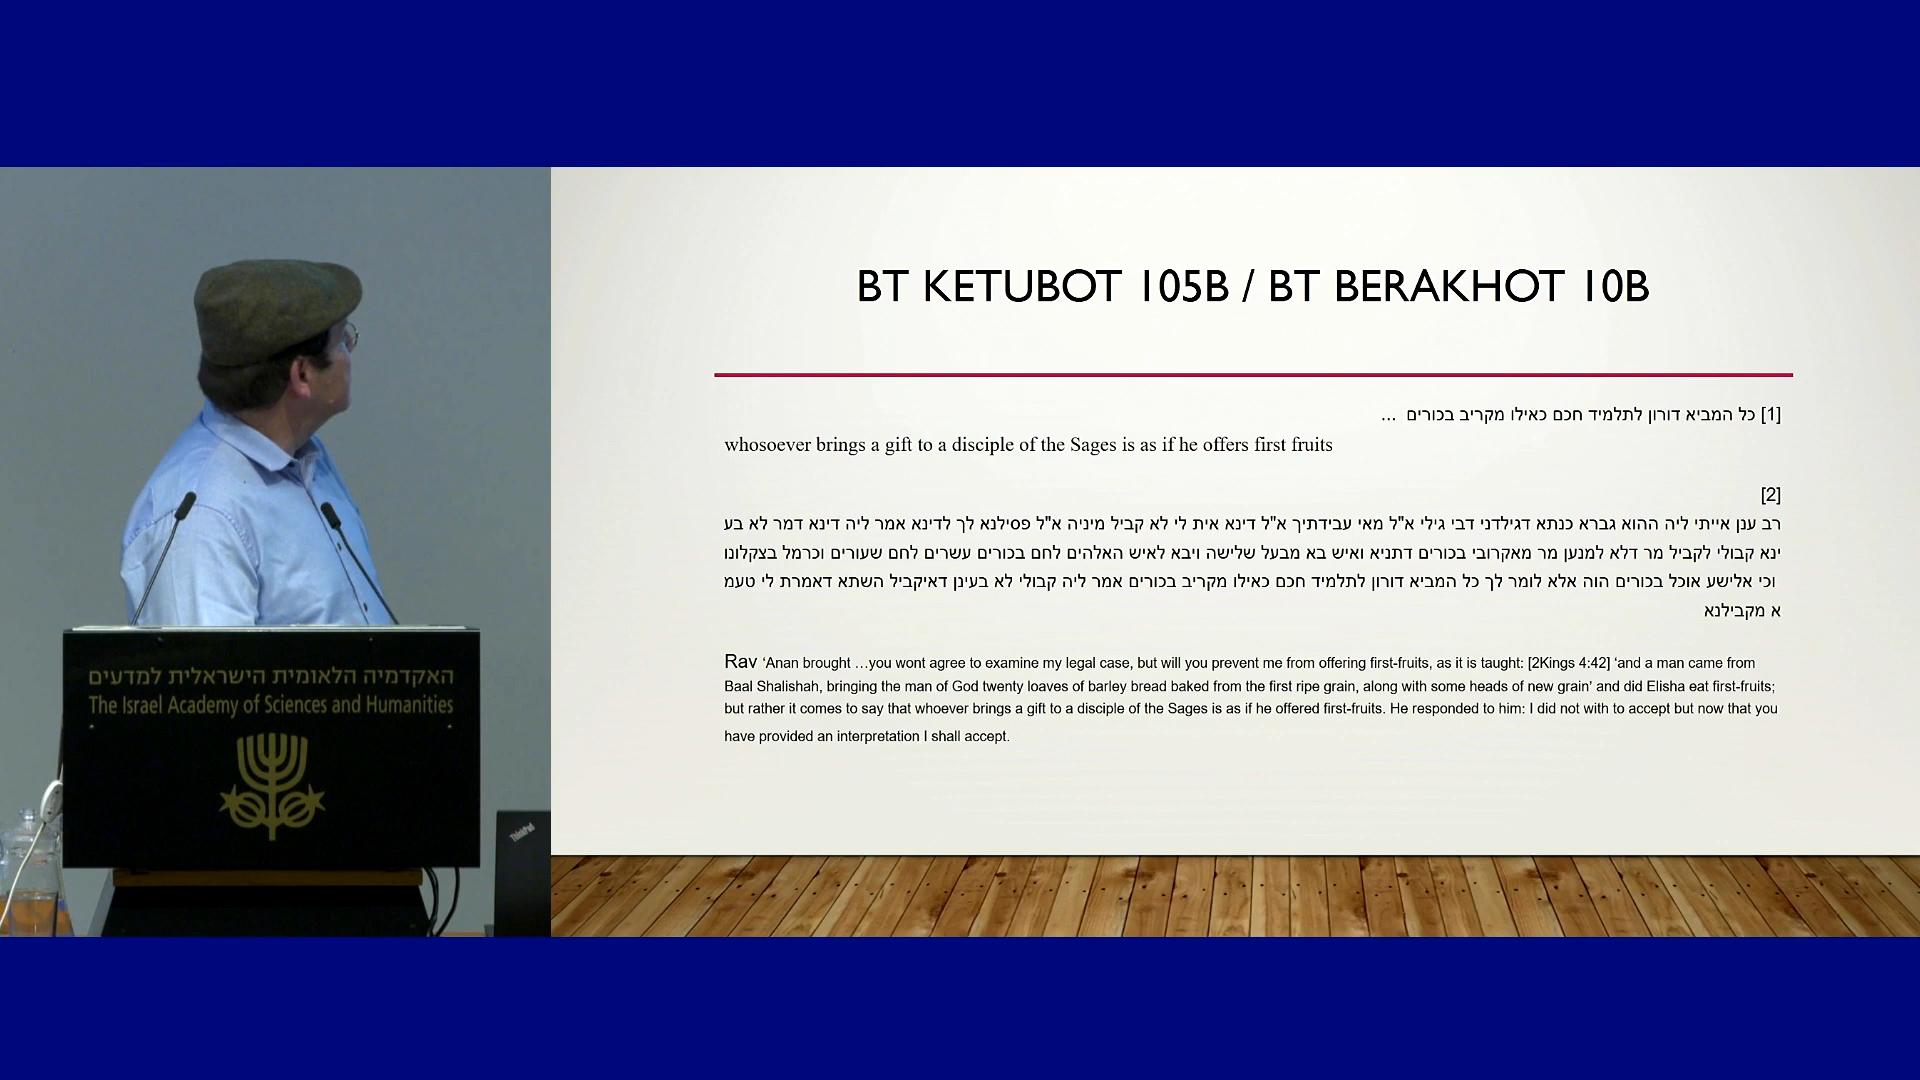 האקדמיה הלאומית הישראלית למדעים
The Israel Academy of Sciences and Humanities
ThinkPad
BT KETUBOT 105B / BT BERAKHOT 10B
[1] כל המביא דורון לתלמיד חכם כאילו מקריב בכורים ...
whosoever brings a gift to a disciple of the Sages is as if he offers first fruits
[2]
רב ענן אייתי ליה ההוא גברא כנתא דגילדני דבי גילי א"ל מאי עבידתיך א"ל דינא אית לי לא קביל מיניה א"ל פסילנא לך לדינא אמר ליה דינא דמר לא בע
ינא קבולי לקביל מר דלא למנען מר מאקרובי בכורים דתניא ואיש בא מבעל שלישה ויבא לאיש האלהים לחם בכורים עשרים לחם שעורים וכרמל בצקלונו
וכי אלישע אוכל בכורים הוה אלא לומר לך כל המביא דורון לתלמיד חכם כאילו מקריב בכורים אמר ליה קבולי לא בעינן דאיקביל השתא דאמרת לי טעמ
א מקבילנא
Rav ‘Anan brought …you wont agree to examine my legal case, but will you prevent me from offering first-fruits, as it is taught: [2Kings 4:42] ‘and a man came from
Baal Shalishah, bringing the man of God twenty loaves of barley bread baked from the first ripe grain, along with some heads of new grain’ and did Elisha eat first-fruits;
but rather it comes to say that whoever brings a gift to a disciple of the Sages is as if he offered first-fruits. He responded to him: I did not with to accept but now that you
have provided an interpretation I shall accept.